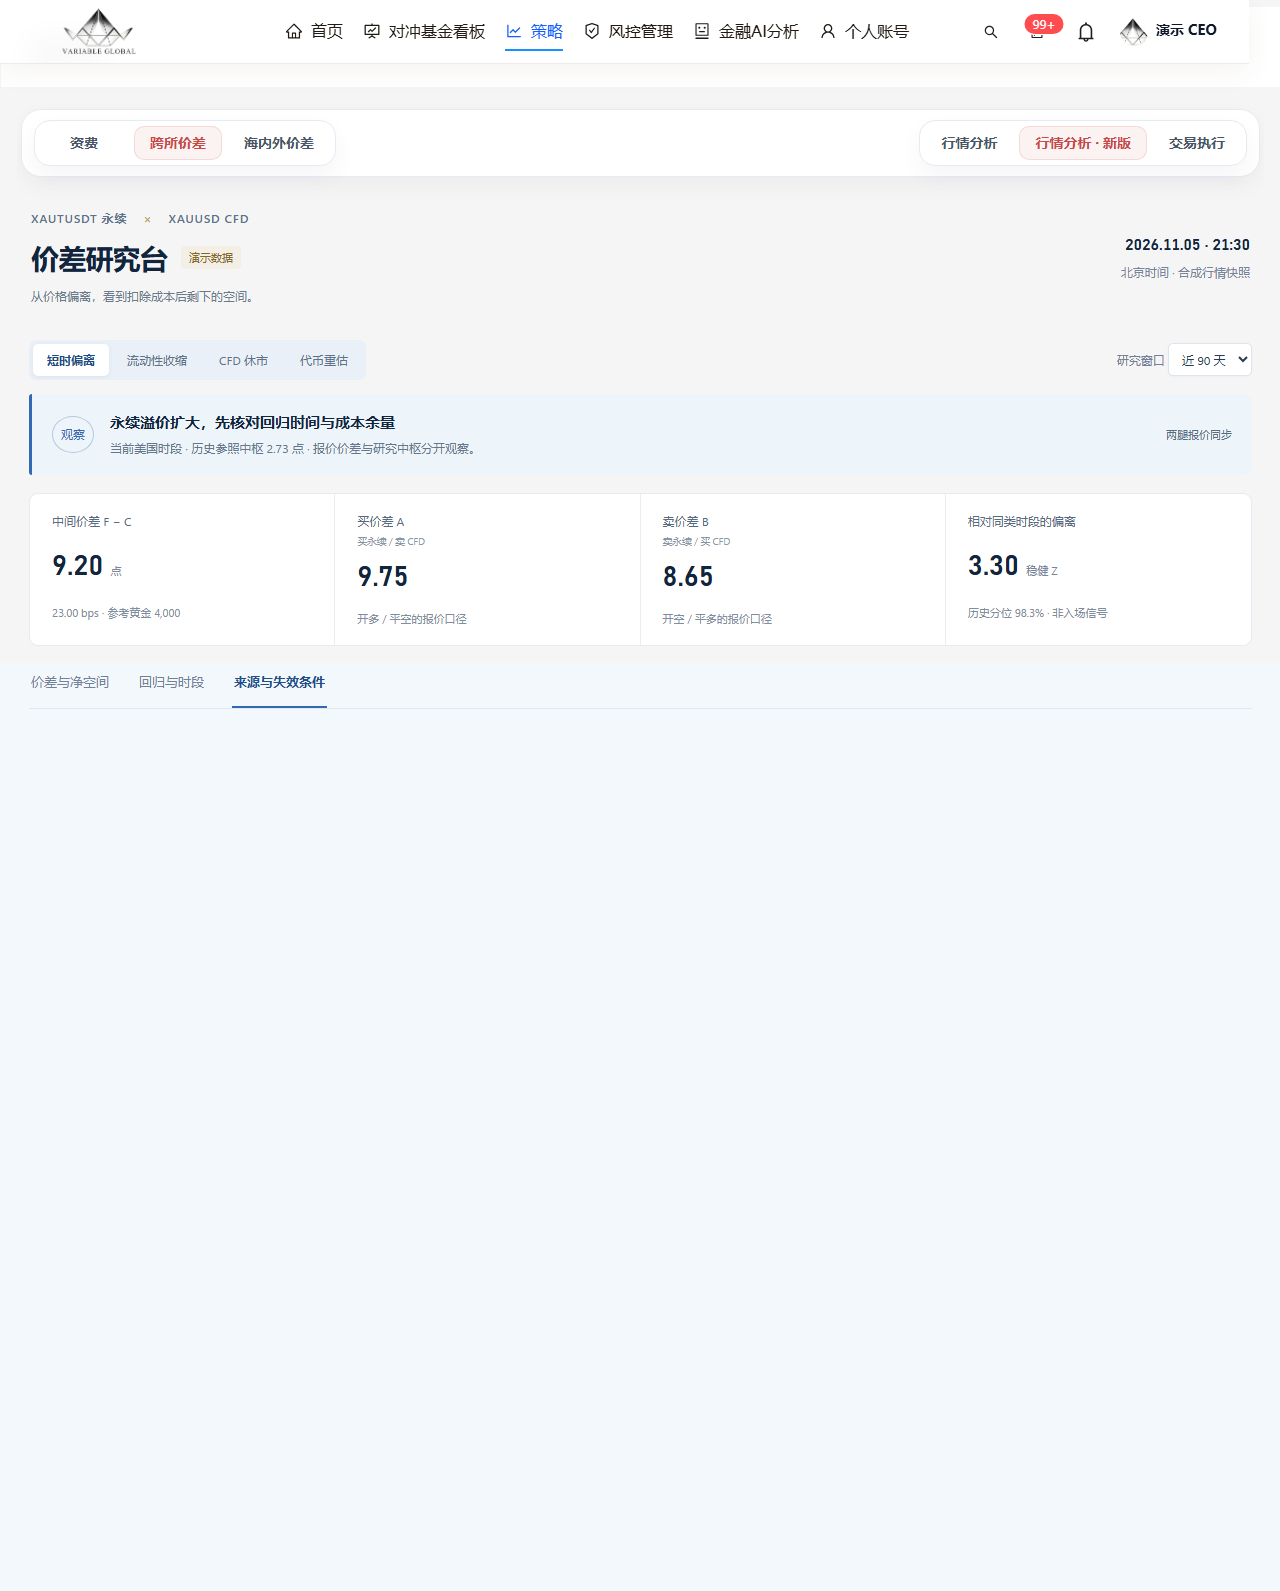 VARIABLE GLOBAL
首页
对冲基金看板
策略
风控管理
金融AI分析
个人账号
99+
演示 CEO
资费
跨所价差
海内外价差
行情分析
行情分析 · 新版
交易执行
XAUTUSDT 永续 × XAUUSD CFD
价差研究台
演示数据
从价格偏离，看到扣除成本后剩下的空间。
2026.11.05 · 21:30
北京时间 · 合成行情快照
短时偏离
流动性收缩
CFD 休市
代币重估
研究窗口
近 90 天
观察
永续溢价扩大，先核对回归时间与成本余量
当前美国时段 · 历史参照中枢 2.73 点 · 报价价差与研究中枢分开观察。
两腿报价同步
中间价差 F − C
9.20 点
23.00 bps · 参考黄金 4,000
买价差 A
买永续 / 卖 CFD
9.75
开多 / 平空的报价口径
卖价差 B
卖永续 / 买 CFD
8.65
开空 / 平多的报价口径
相对同类时段的偏离
3.30 稳健 Z
历史分位 98.3% · 非入场信号
价差与净空间
回归与时段
来源与失效条件